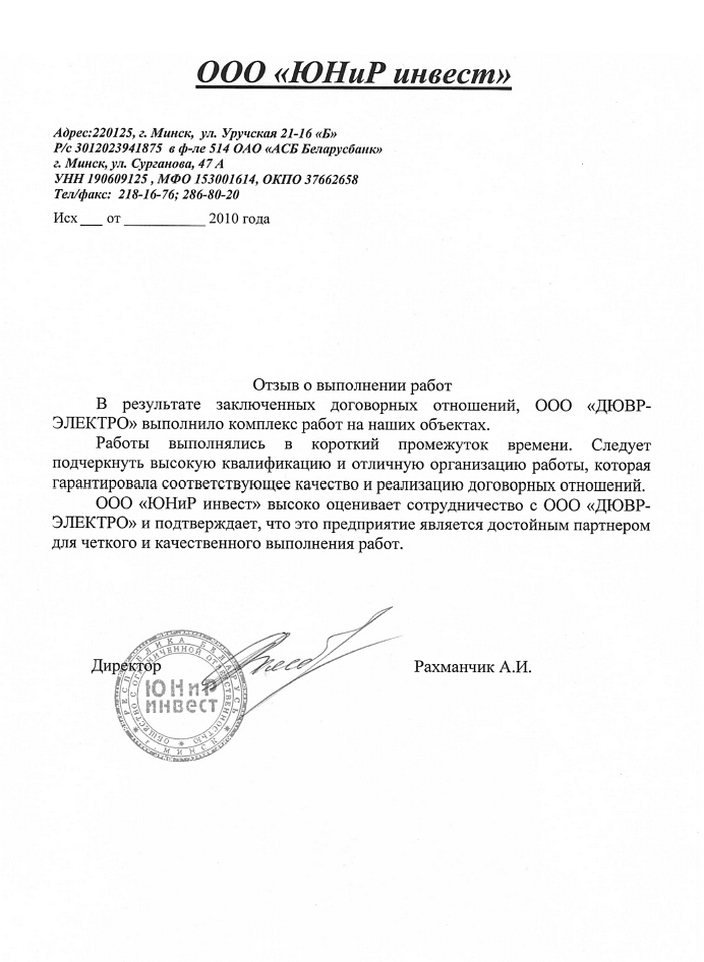 ООО «ЮНиР инвест»
Адрес:220125, г. Минск, ул. Уручская 21-16 «Б»
Р/с 3012023941875 в ф-ле 514 ОАО «АСБ Беларусбанк»
г. Минск, ул. Сурганова, 47 А
УНН 190609125 , МФО 153001614, ОКПО 37662658
Тел/факс: 218-16-76; 286-80-20
Исх ___ от ___________ 2010 года
Отзыв о выполнении работ
В результате заключенных договорных отношений, ООО «ДЮВР-
ЭЛЕКТРО» выполнило комплекс работ на наших объектах.
Работы выполнялись в короткий промежуток времени. Следует
подчеркнуть высокую квалификацию и отличную организацию работы, которая
гарантировала соответствующее качество и реализацию договорных отношений.
ООО «ЮНиР инвест» высоко оценивает сотрудничество с ООО «ДЮВР-
ЭЛЕКТРО» и подтверждает, что это предприятие является достойным партнером
для четкого и качественного выполнения работ.
Директор
Рахманчик А.И.
РЕСПУБЛИКА БЕЛАРУСЬ
г. МИНСК
ОБЩЕСТВО С ОГРАНИЧЕННОЙ ОТВЕТСТВЕННОСТЬЮ
ЮНиР
инвест